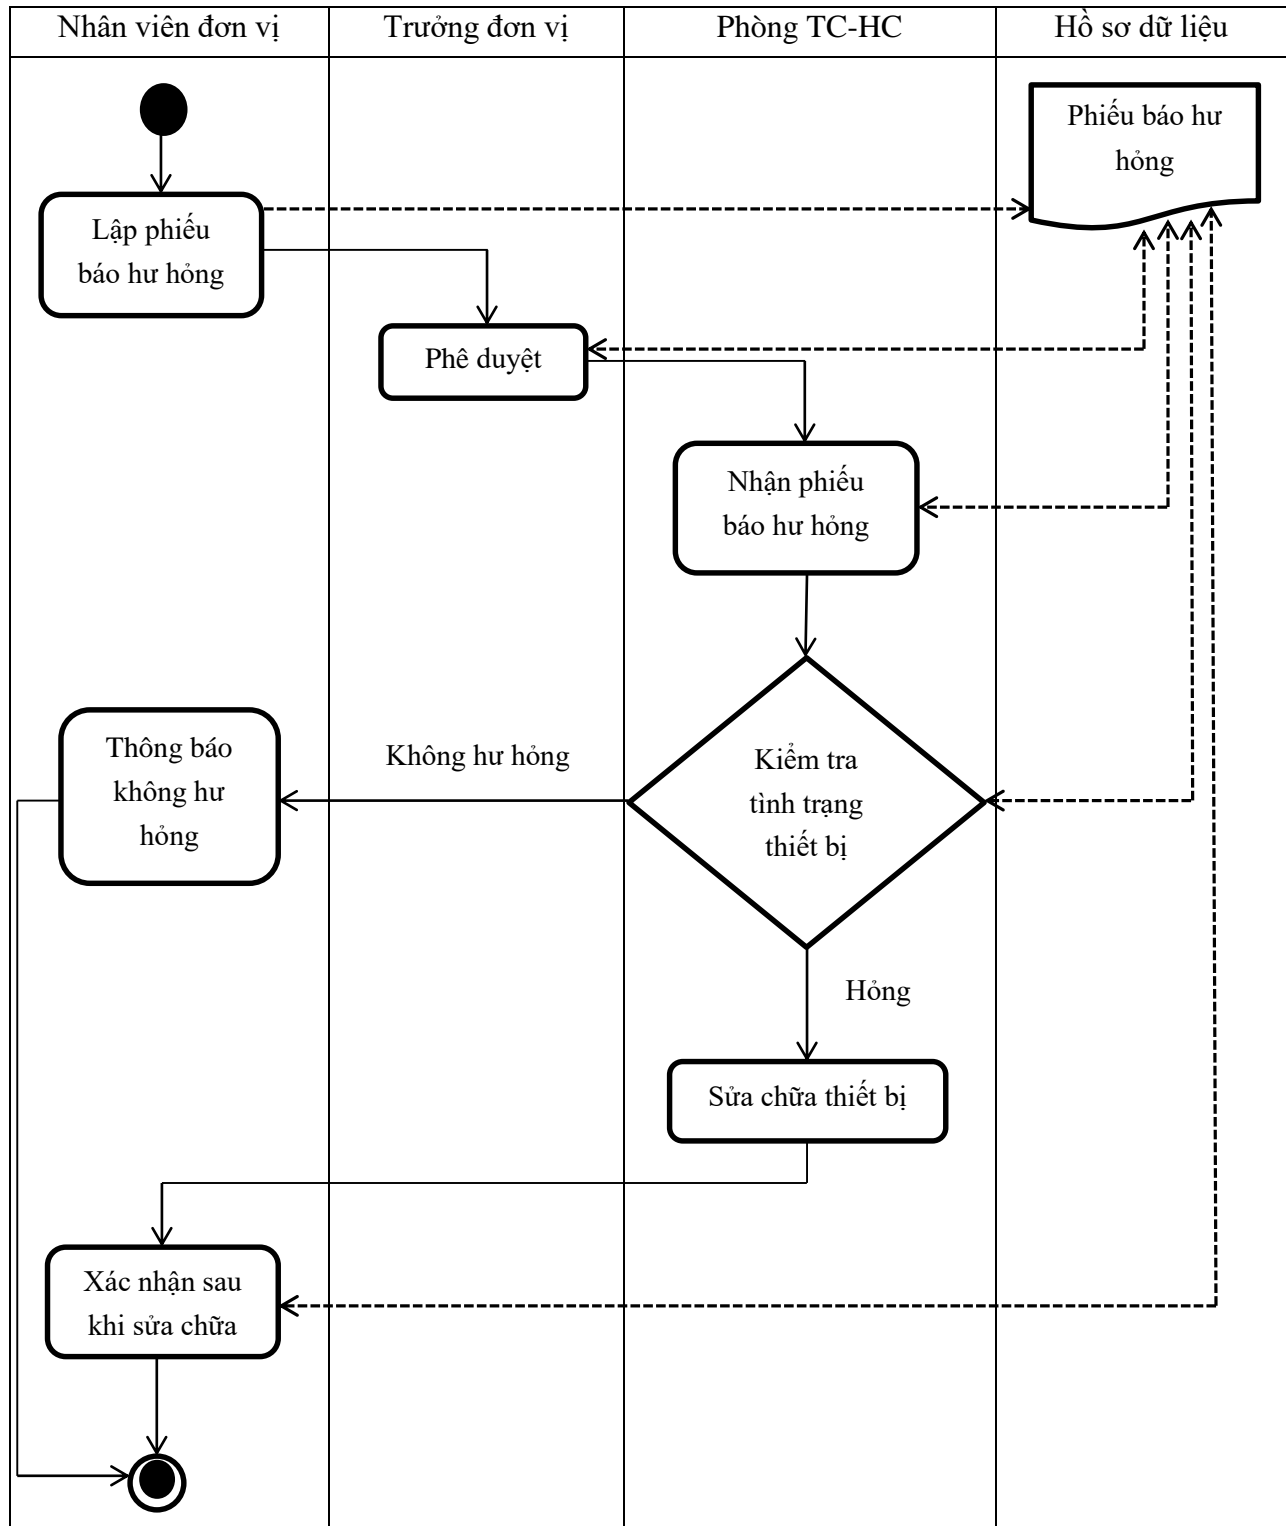 Nhân viên đơn vị
Trưởng đơn vị
Phòng TC-HC
Hồ sơ dữ liệu
Phiếu báo hư
hỏng
Lập phiếu
báo hư hỏng
Phê duyệt
Nhận phiếu
báo hư hỏng
Thông báo
không hư
hỏng
Không hư hỏng
Kiểm tra
tình trạng
thiết bị
Hỏng
Sửa chữa thiết bị
Xác nhận sau
khi sửa chữa